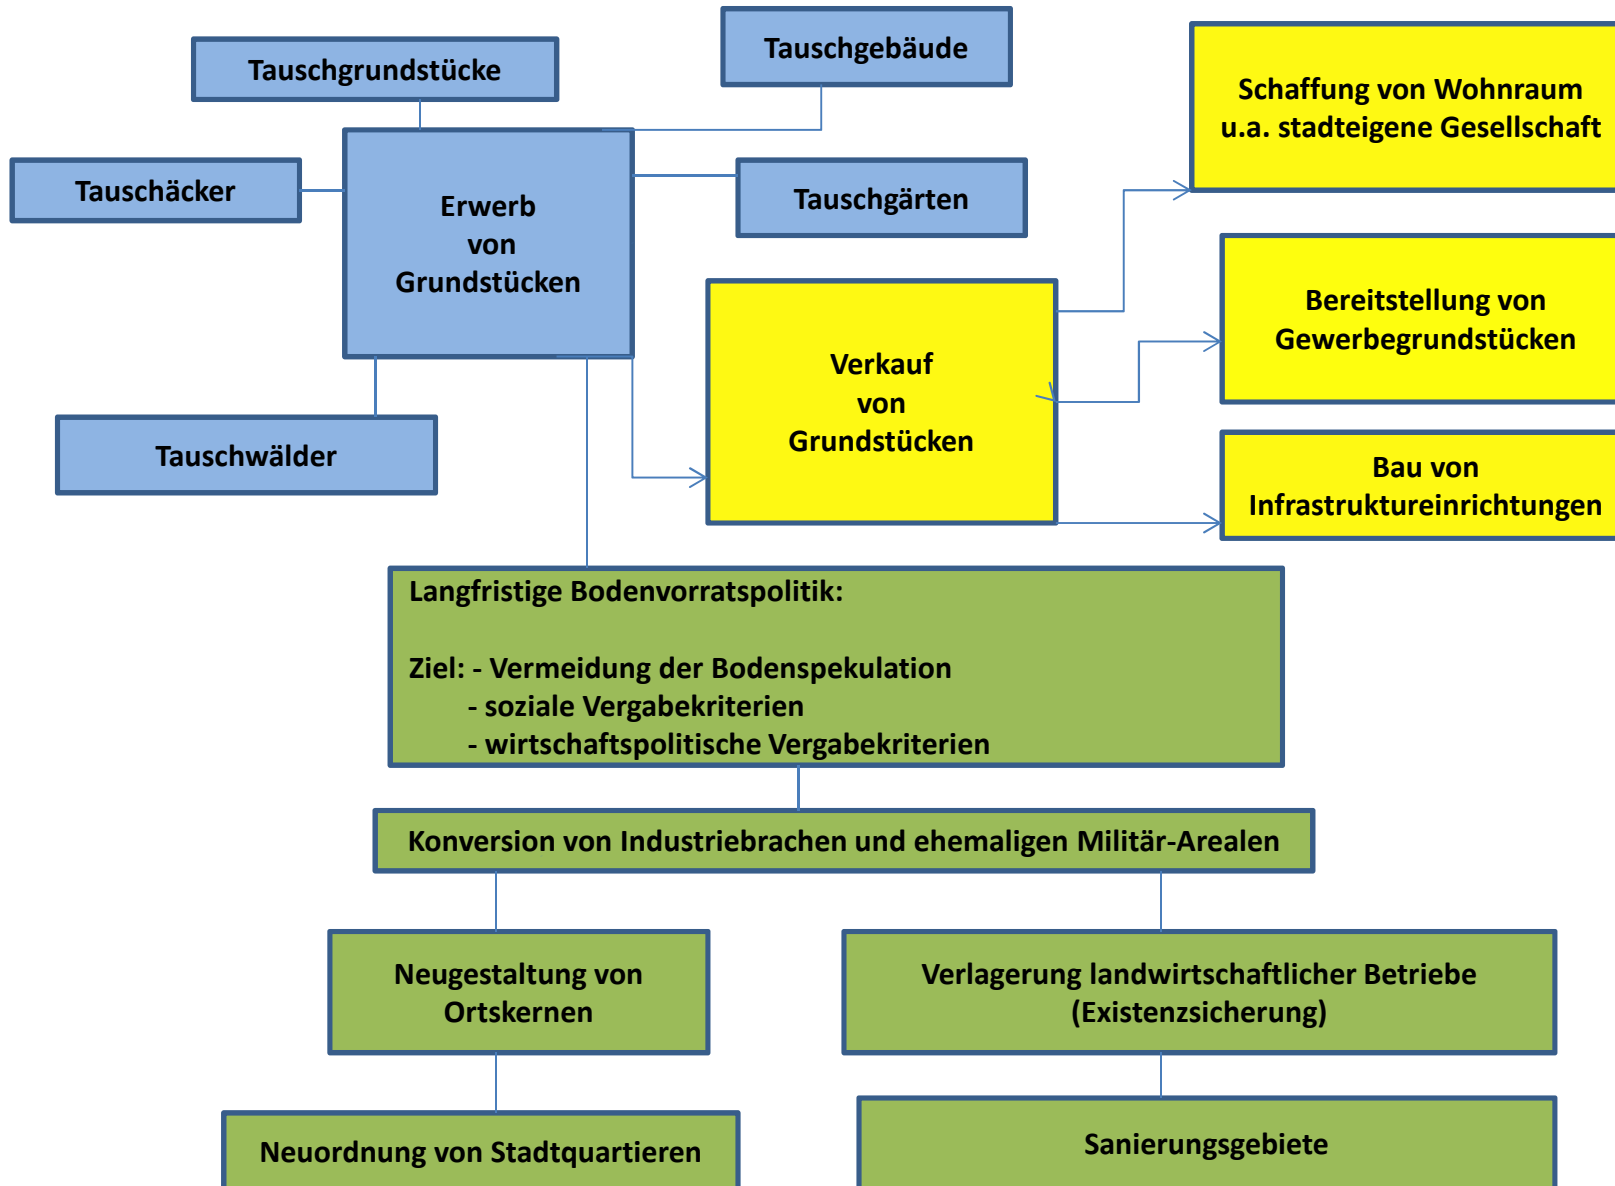 Tauschgrundstücke
Tauschgebäude
Schaffung von Wohnraum
u.a. stadteigene Gesellschaft
Tauschäcker
Erwerb
von
Grundstücken
Tauschgärten
Bereitstellung von
Gewerbegrundstücken
Verkauf
von
Grundstücken
Tauschwälder
Bau von
Infrastruktureinrichtungen
Langfristige Bodenvorratspolitik:
Ziel: - Vermeidung der Bodenspekulation
- soziale Vergabekriterien
- wirtschaftspolitische Vergabekriterien
Konversion von Industriebrachen und ehemaligen Militär-Arealen
Neugestaltung von
Ortskernen
Verlagerung landwirtschaftlicher Betriebe
(Existenzsicherung)
Neuordnung von Stadtquartieren
Sanierungsgebiete